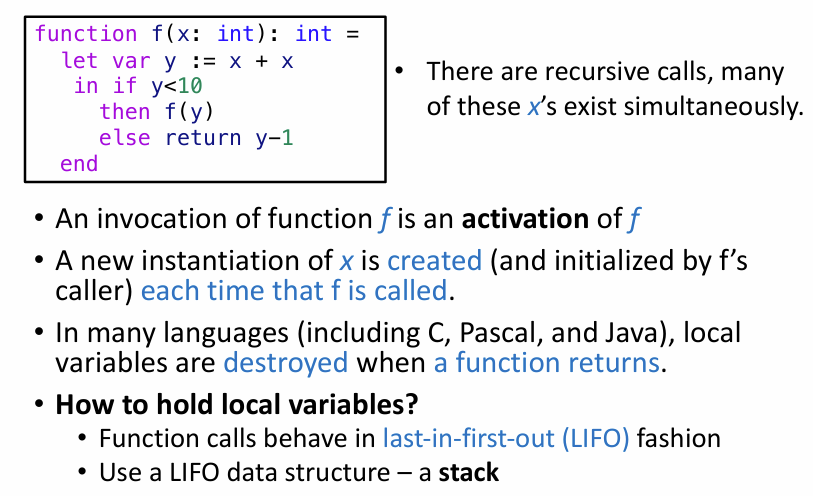 function f(x: int): int =
let var y := x + x
in if y<10
then f(y)
else return y-1
end
• There are recursive calls, many
of these x's exist simultaneously.
• An invocation of function f is an activation of f
• A new instantiation of x is created (and initialized by f's
caller) each time that f is called.
• In many languages (including C, Pascal, and Java), local
variables are destroyed when a function returns.
• How to hold local variables?
• Function calls behave in last-in-first-out (LIFO) fashion
• Use a LIFO data structure – a stack